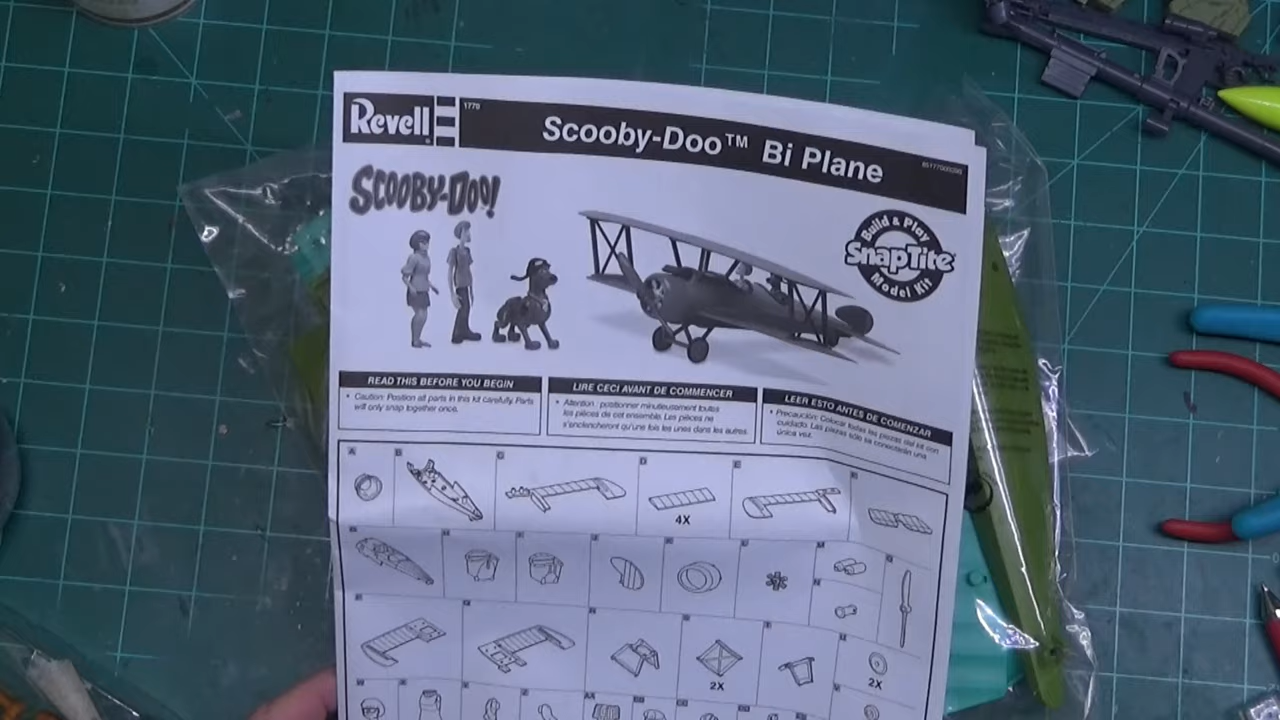 Revell
1770
Scooby-Doo™ Bi Plane
SCOOBY-DOO!
Build & Play
SnapTite
Model Kit
READ THIS BEFORE YOU BEGIN
• Caution: Position all parts in this kit carefully. Parts
will only snap together once.
LIRE CECI AVANT DE COMMENCER
• Attention : positionner minutieusement toutes
les pièces de cet ensemble. Les pièces ne
s'enclencheront qu'une fois les unes dans les autres.
LEER ESTO ANTES DE COMENZAR
• Precaución: Colocar todas las piezas del kit con
cuidado. Las piezas sólo se conectarán una
única vez.
A
B
C
D
4X
E
2X
2X